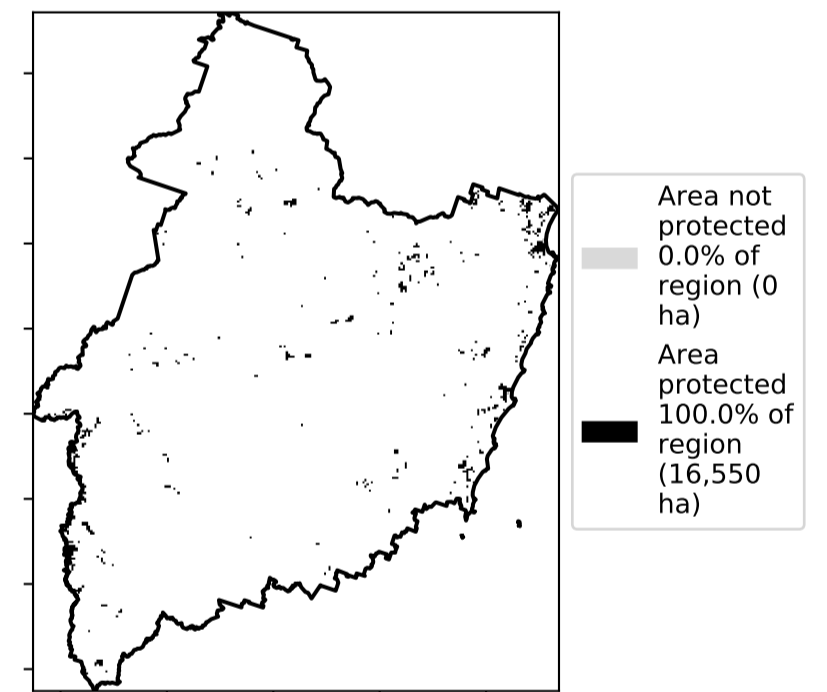 Area not
protected
0.0% of
region (0
ha)
Area
protected
100.0% of
region
(16,550
ha)